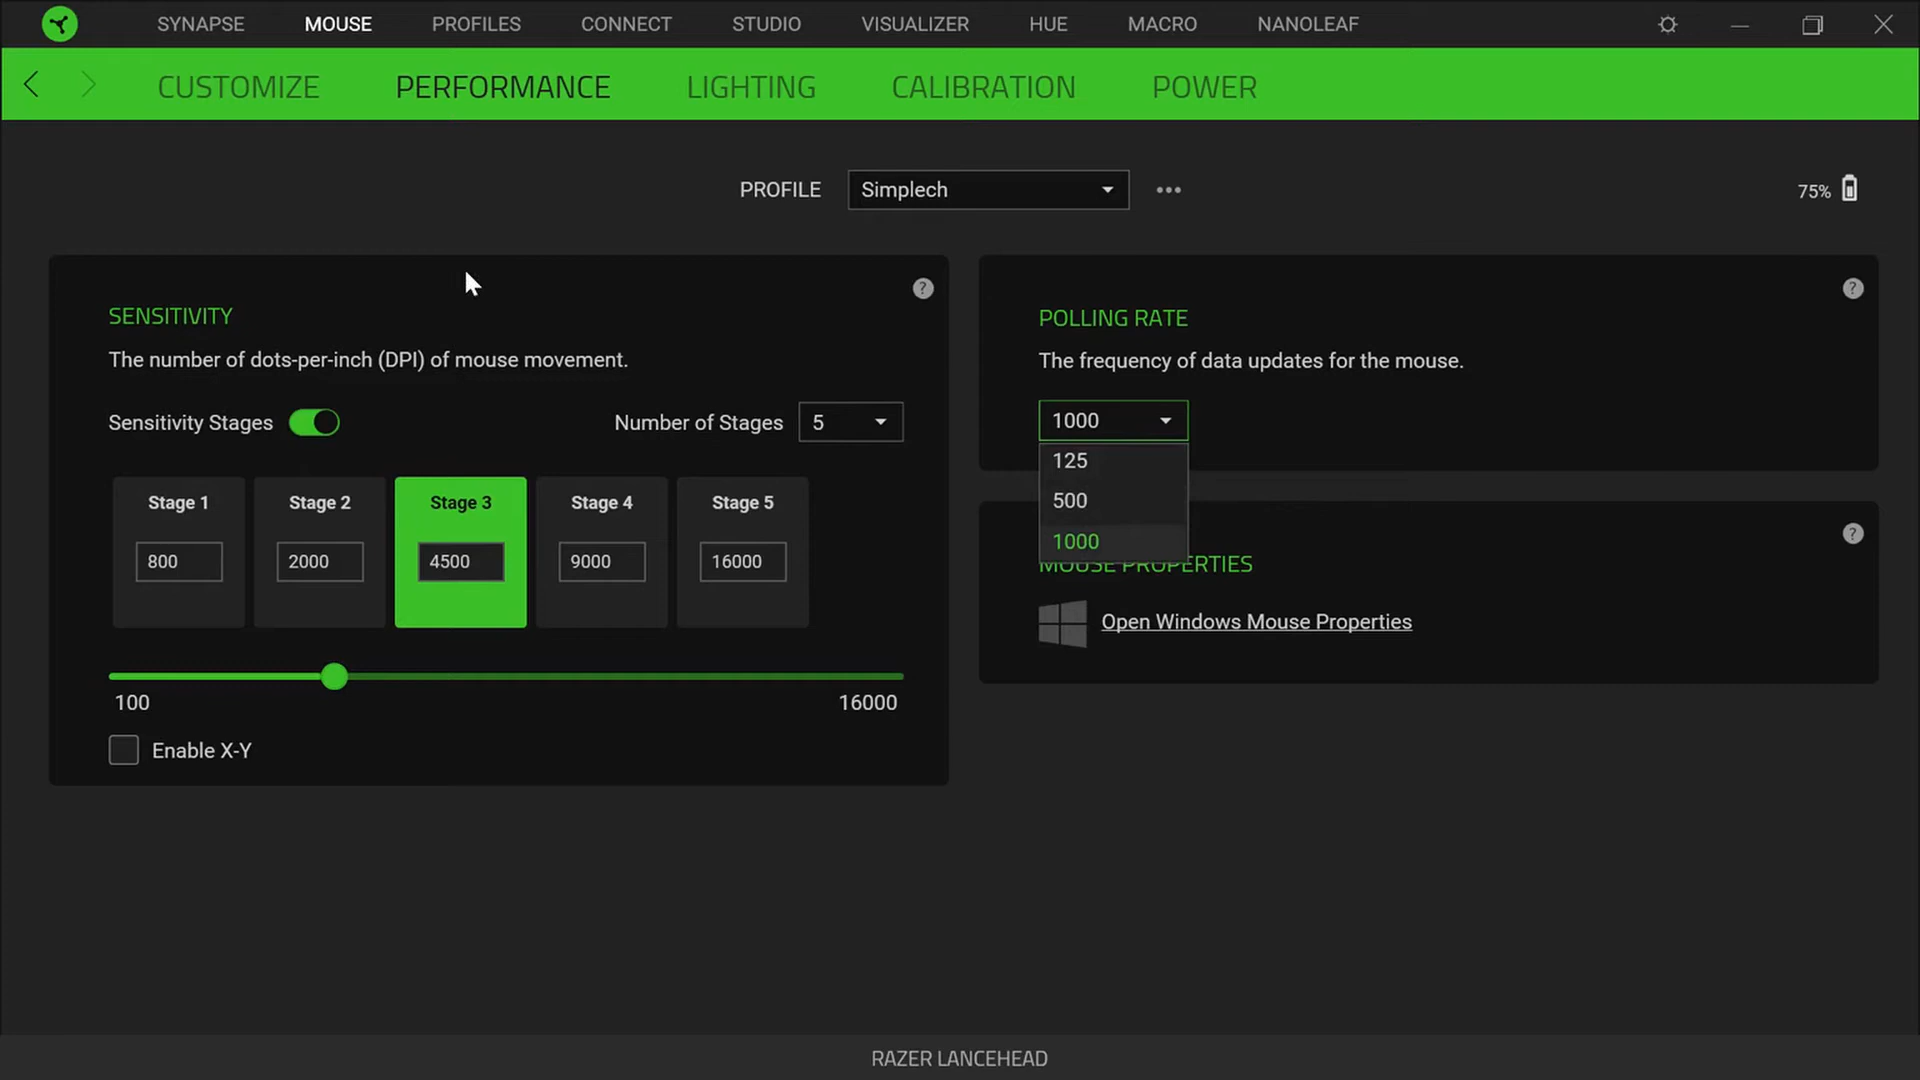 SYNAPSE MOUSE PROFILES CONNECT STUDIO VISUALIZER HUE MACRO NANOLEAF
CUSTOMIZE PERFORMANCE LIGHTING CALIBRATION POWER
PROFILE Simplech ••• 75%
SENSITIVITY
The number of dots-per-inch (DPI) of mouse movement.
Sensitivity Stages Number of Stages 5
Stage 1 Stage 2 Stage 3 Stage 4 Stage 5
800 2000 4500 9000 16000
100 16000
Enable X-Y
POLLING RATE
The frequency of data updates for the mouse.
1000
125
500
1000
MOUSE PROPERTIES
Open Windows Mouse Properties
RAZER LANCEHEAD